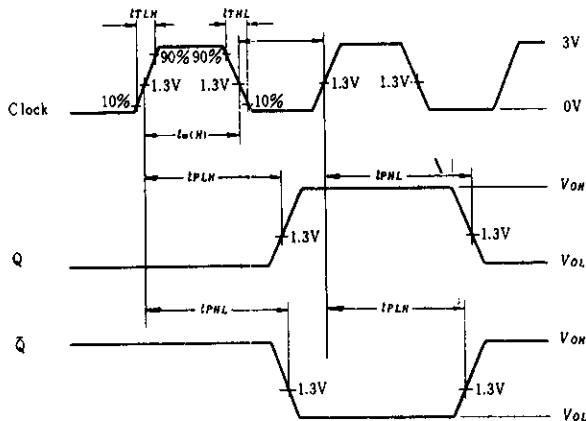 tTLH tTHL
3V
90% 90%
1.3V 1.3V 1.3V 1.3V
10% 10%
Clock 0V
tw(H)
tPLH tPHL
VOH
1.3V 1.3V
Q VOL
tPHL tPLH
Q̄ VOH
1.3V 1.3V
VOL